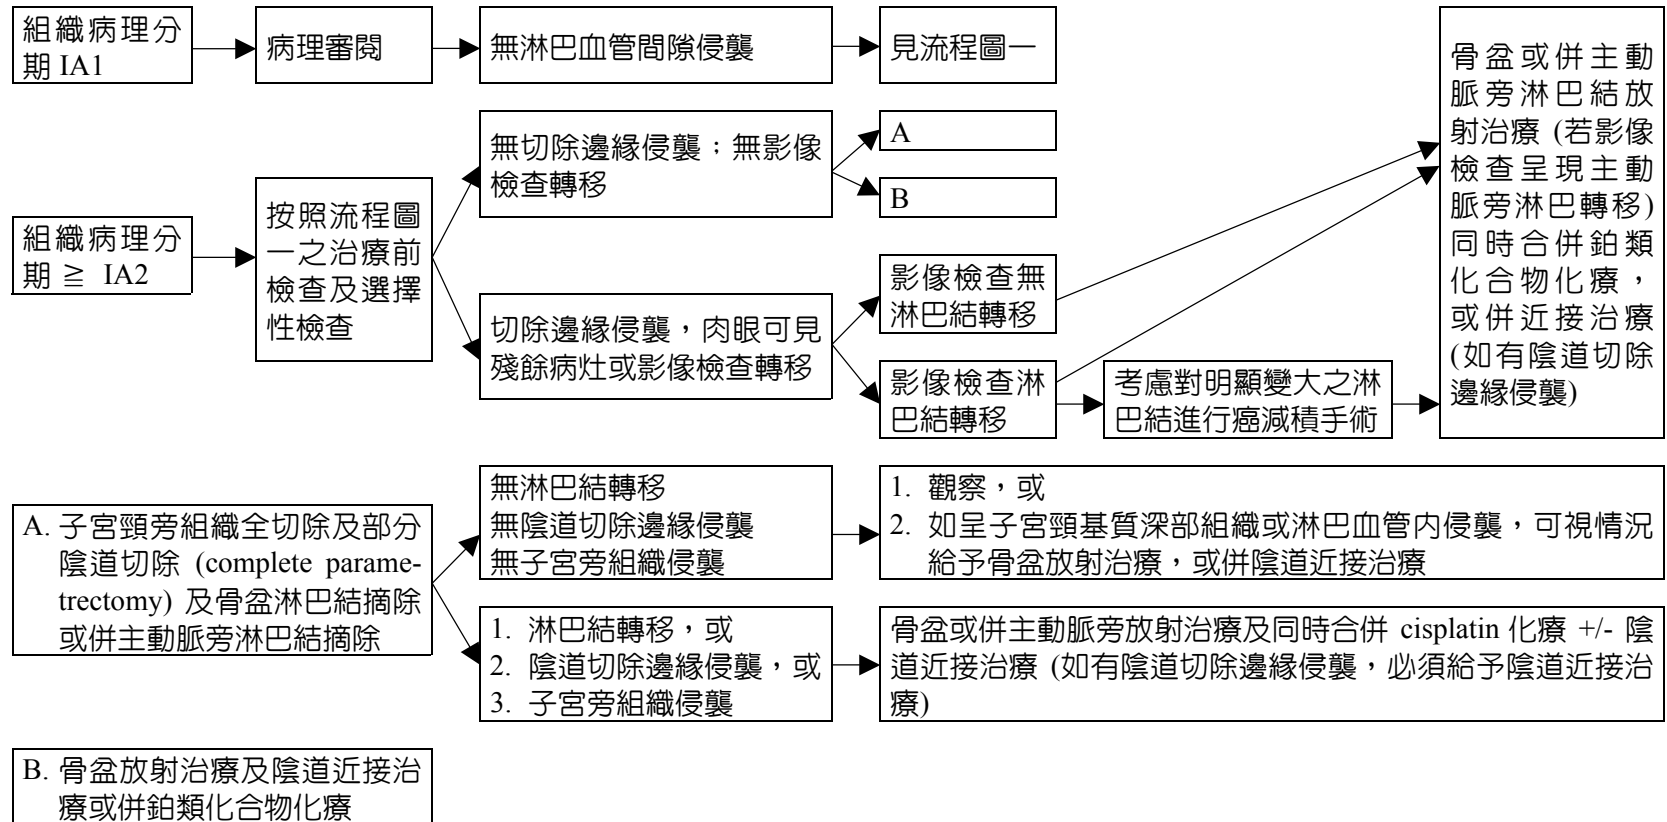 組織病理分
期 IA1
病理審閱
無淋巴血管間隙侵襲
見流程圖一
組織病理分
期 ≧ IA2
按照流程圖
一之治療前
檢查及選擇
性檢查
無切除邊緣侵襲；無影像
檢查轉移
A
B
切除邊緣侵襲，肉眼可見
殘餘病灶或影像檢查轉移
影像檢查無
淋巴結轉移
影像檢查淋
巴結轉移
考慮對明顯變大之淋
巴結進行癌減積手術
骨盆或併主動
脈旁淋巴結放
射治療 (若影像
檢查呈現主動
脈旁淋巴轉移)
同時合併鉑類
化合物化療，
或併近接治療
(如有陰道切除
邊緣侵襲)
A. 子宮頸旁組織全切除及部分
陰道切除 (complete parame-
trectomy) 及骨盆淋巴結摘除
或併主動脈旁淋巴結摘除
無淋巴結轉移
無陰道切除邊緣侵襲
無子宮旁組織侵襲
1. 觀察，或
2. 如呈子宮頸基質深部組織或淋巴血管內侵襲，可視情況
給予骨盆放射治療，或併陰道近接治療
1. 淋巴結轉移，或
2. 陰道切除邊緣侵襲，或
3. 子宮旁組織侵襲
骨盆或併主動脈旁放射治療及同時合併 cisplatin 化療 +/- 陰
道近接治療 (如有陰道切除邊緣侵襲，必須給予陰道近接治
療)
B. 骨盆放射治療及陰道近接治
療或併鉑類化合物化療